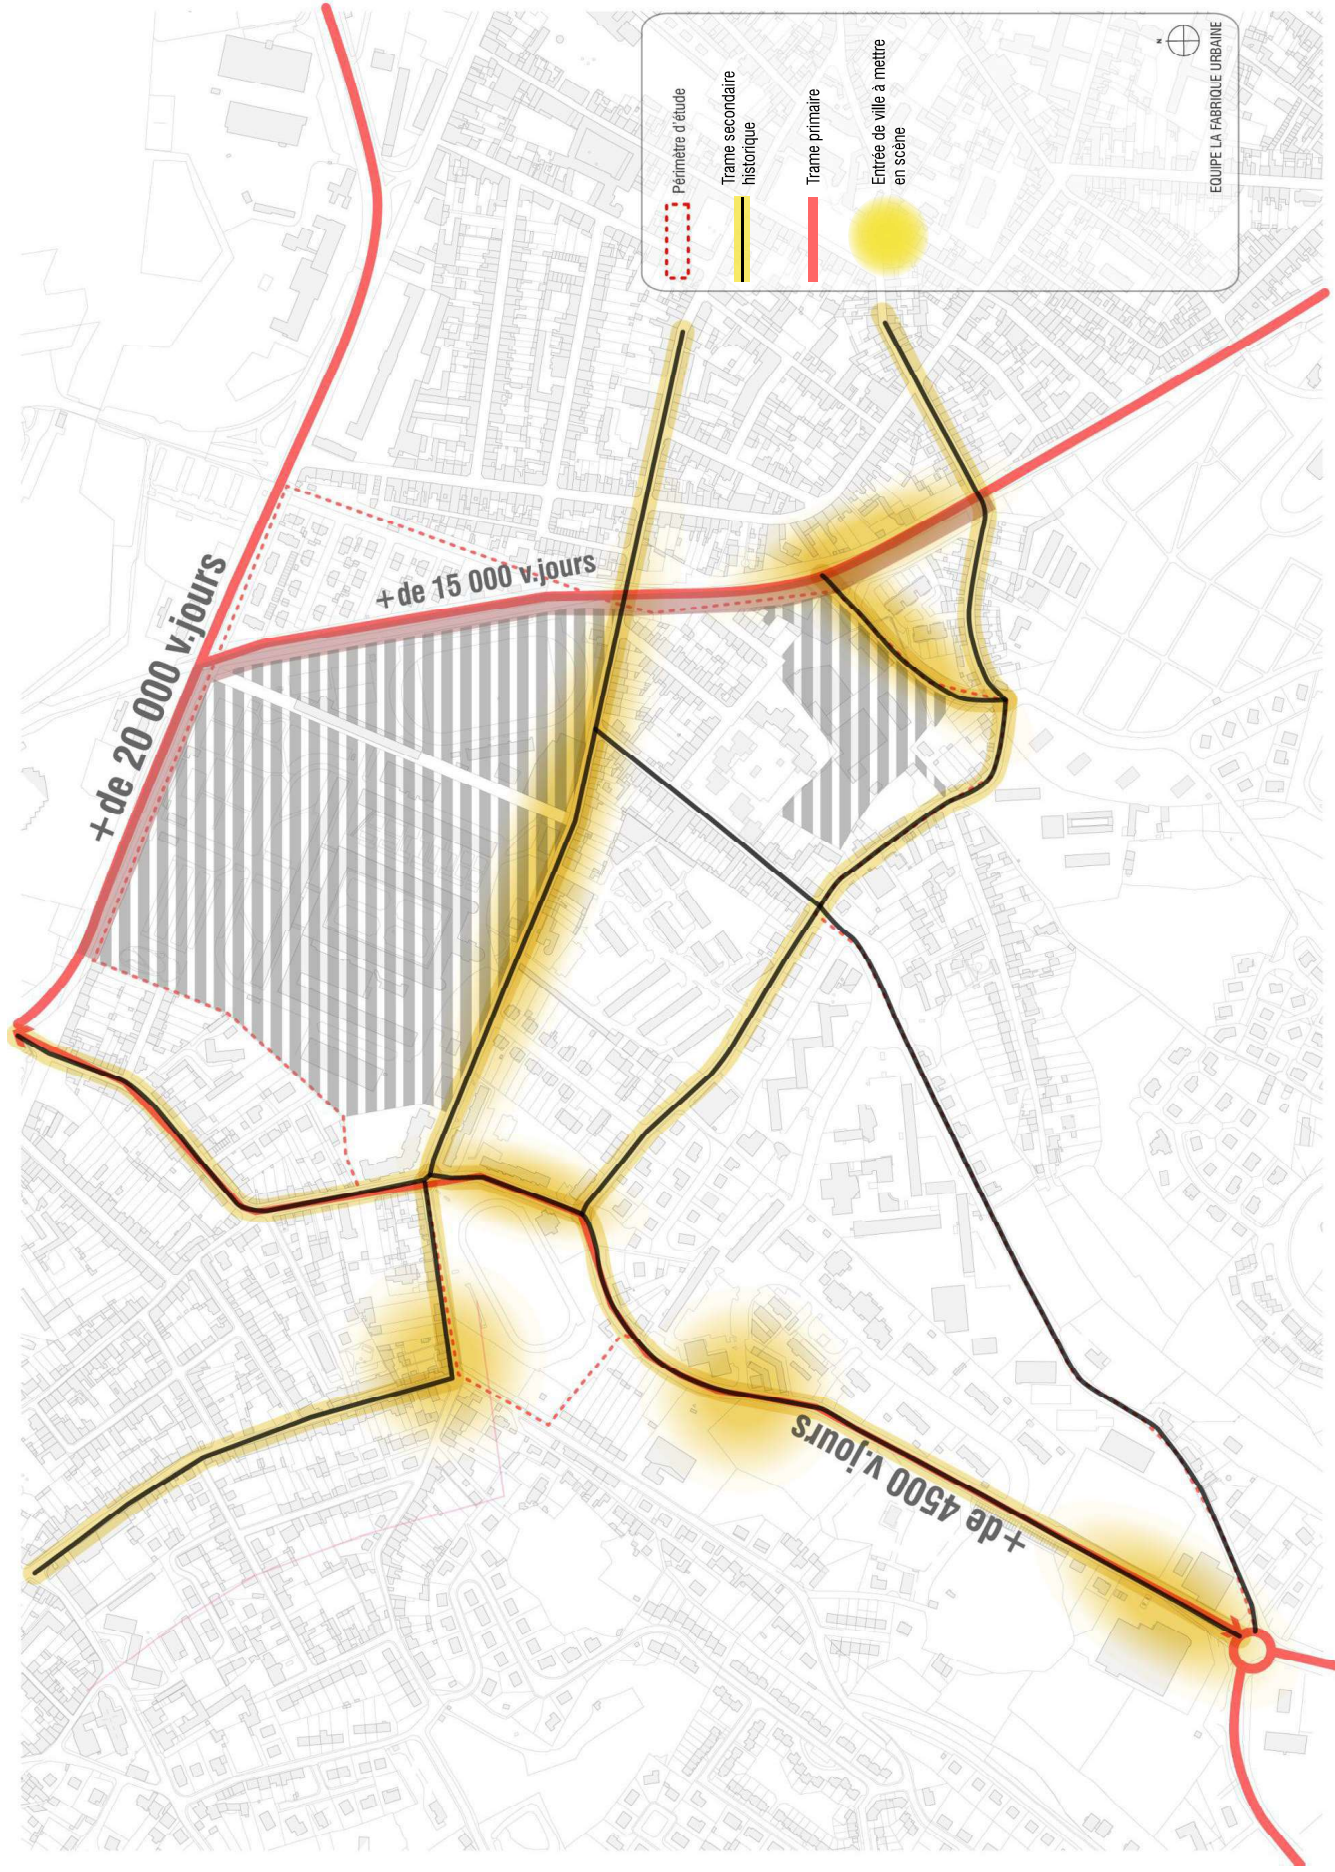 +de 20 000 v.jours
+de 15 000 v.jours
+de 4500 v.jours
Périmètre d'étude
Trame secondaire
historique
Trame primaire
Entrée de ville à mettre
en scène
N
EQUIPE LA FABRIQUE URBAINE